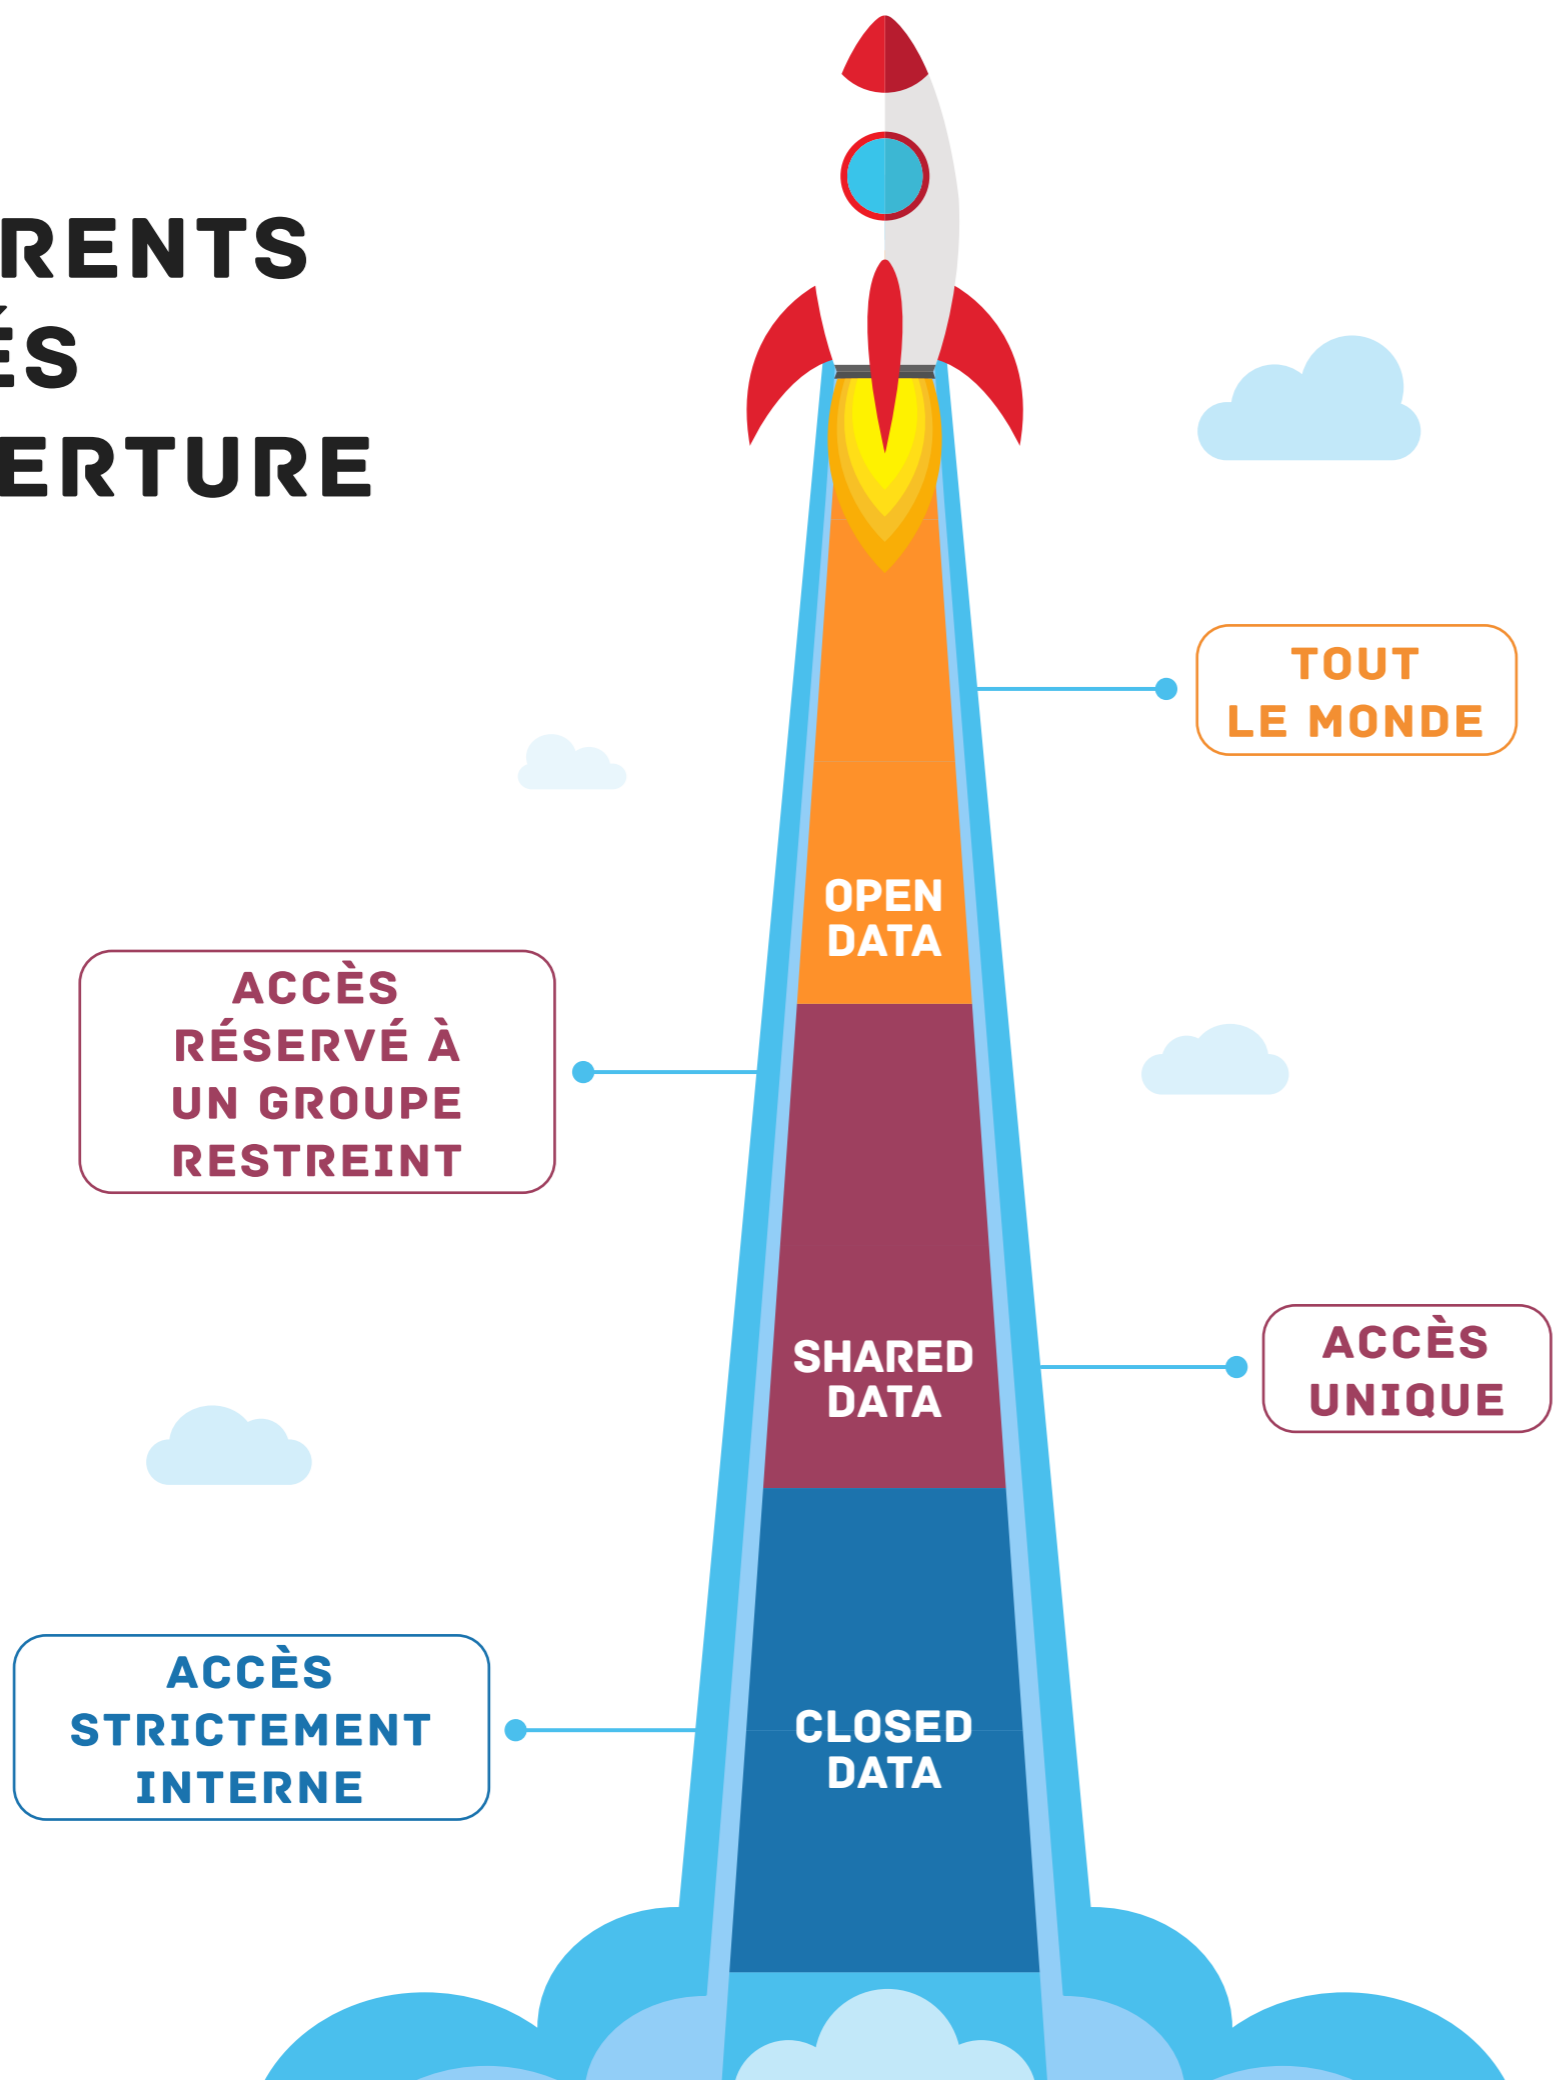 RENTS
ÉS
ERTURE
TOUT
LE MONDE
OPEN
DATA
ACCÈS
RÉSERVÉ À
UN GROUPE
RESTREINT
SHARED
DATA
ACCÈS
UNIQUE
ACCÈS
STRICTEMENT
INTERNE
CLOSED
DATA